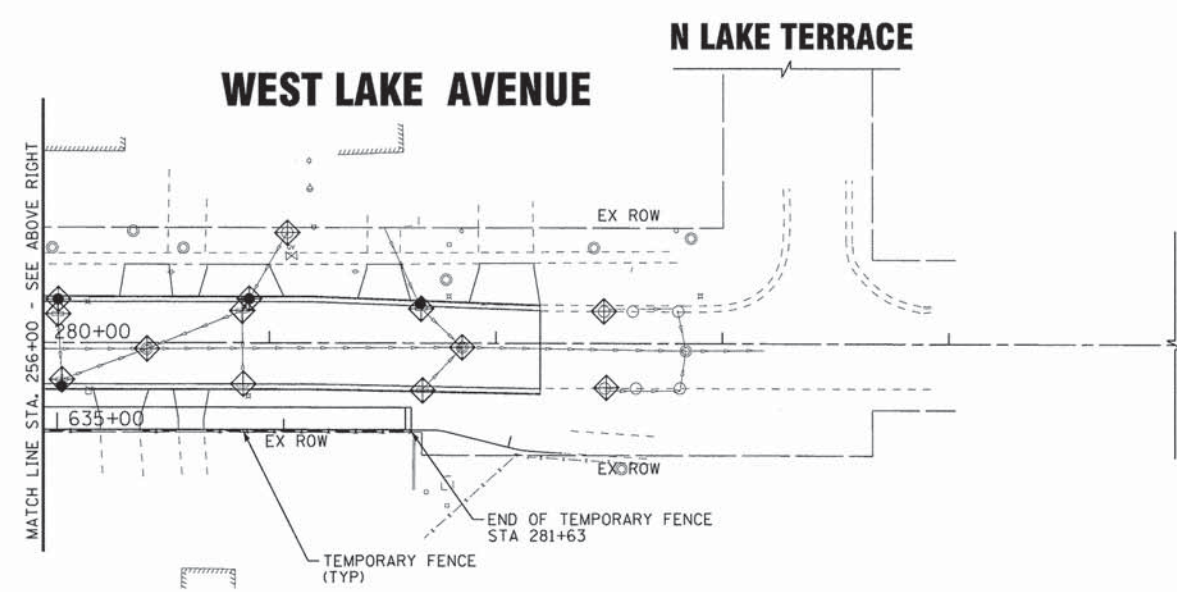 N LAKE TERRACE
WEST LAKE AVENUE
MATCH LINE STA. 256+00 - SEE ABOVE RIGHT
EX ROW
280+00
635+00
EX ROW
EX ROW
END OF TEMPORARY FENCE
STA 281+63
TEMPORARY FENCE
(TYP)